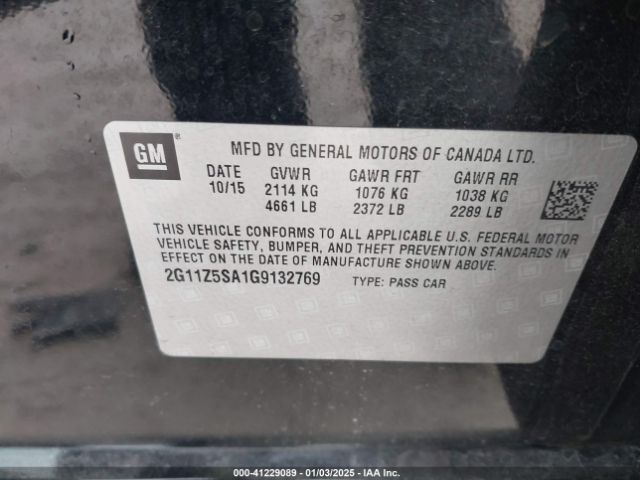 GM
MFD BY GENERAL MOTORS OF CANADA LTD.
DATE GVWR GAWR FRT GAWR RR
10/15 2114 KG 1076 KG 1038 KG
4661 LB 2372 LB 2289 LB
THIS VEHICLE CONFORMS TO ALL APPLICABLE U.S. FEDERAL MOTOR
VEHICLE SAFETY, BUMPER, AND THEFT PREVENTION STANDARDS IN
EFFECT ON THE DATE OF MANUFACTURE SHOWN ABOVE.
2G11Z5SA1G9132769 TYPE: PASS CAR
000-41229089 - 01/03/2025 - IAA Inc.